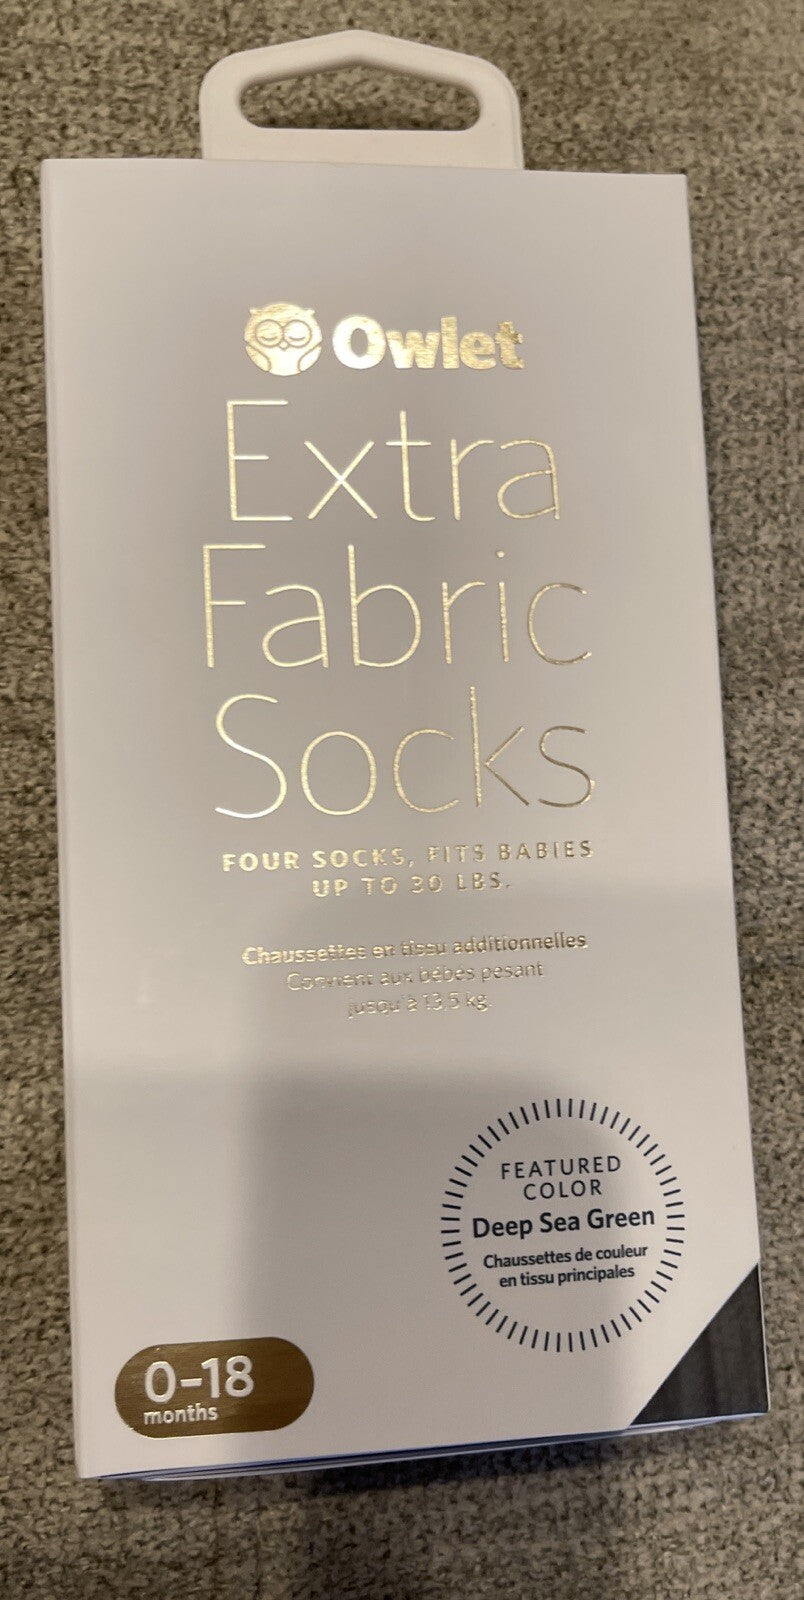 Owlet
Extra
Fabric
Socks
FOUR SOCKS, FITS BABIES
UP TO 30 LBS.
Chaussettes en tissu additionnelles
Convient aux bébés pesant
jusqu'à 13,5 kg.
FEATURED
COLOR
Deep Sea Green
Chaussettes de couleur
en tissu principales
0-18
months